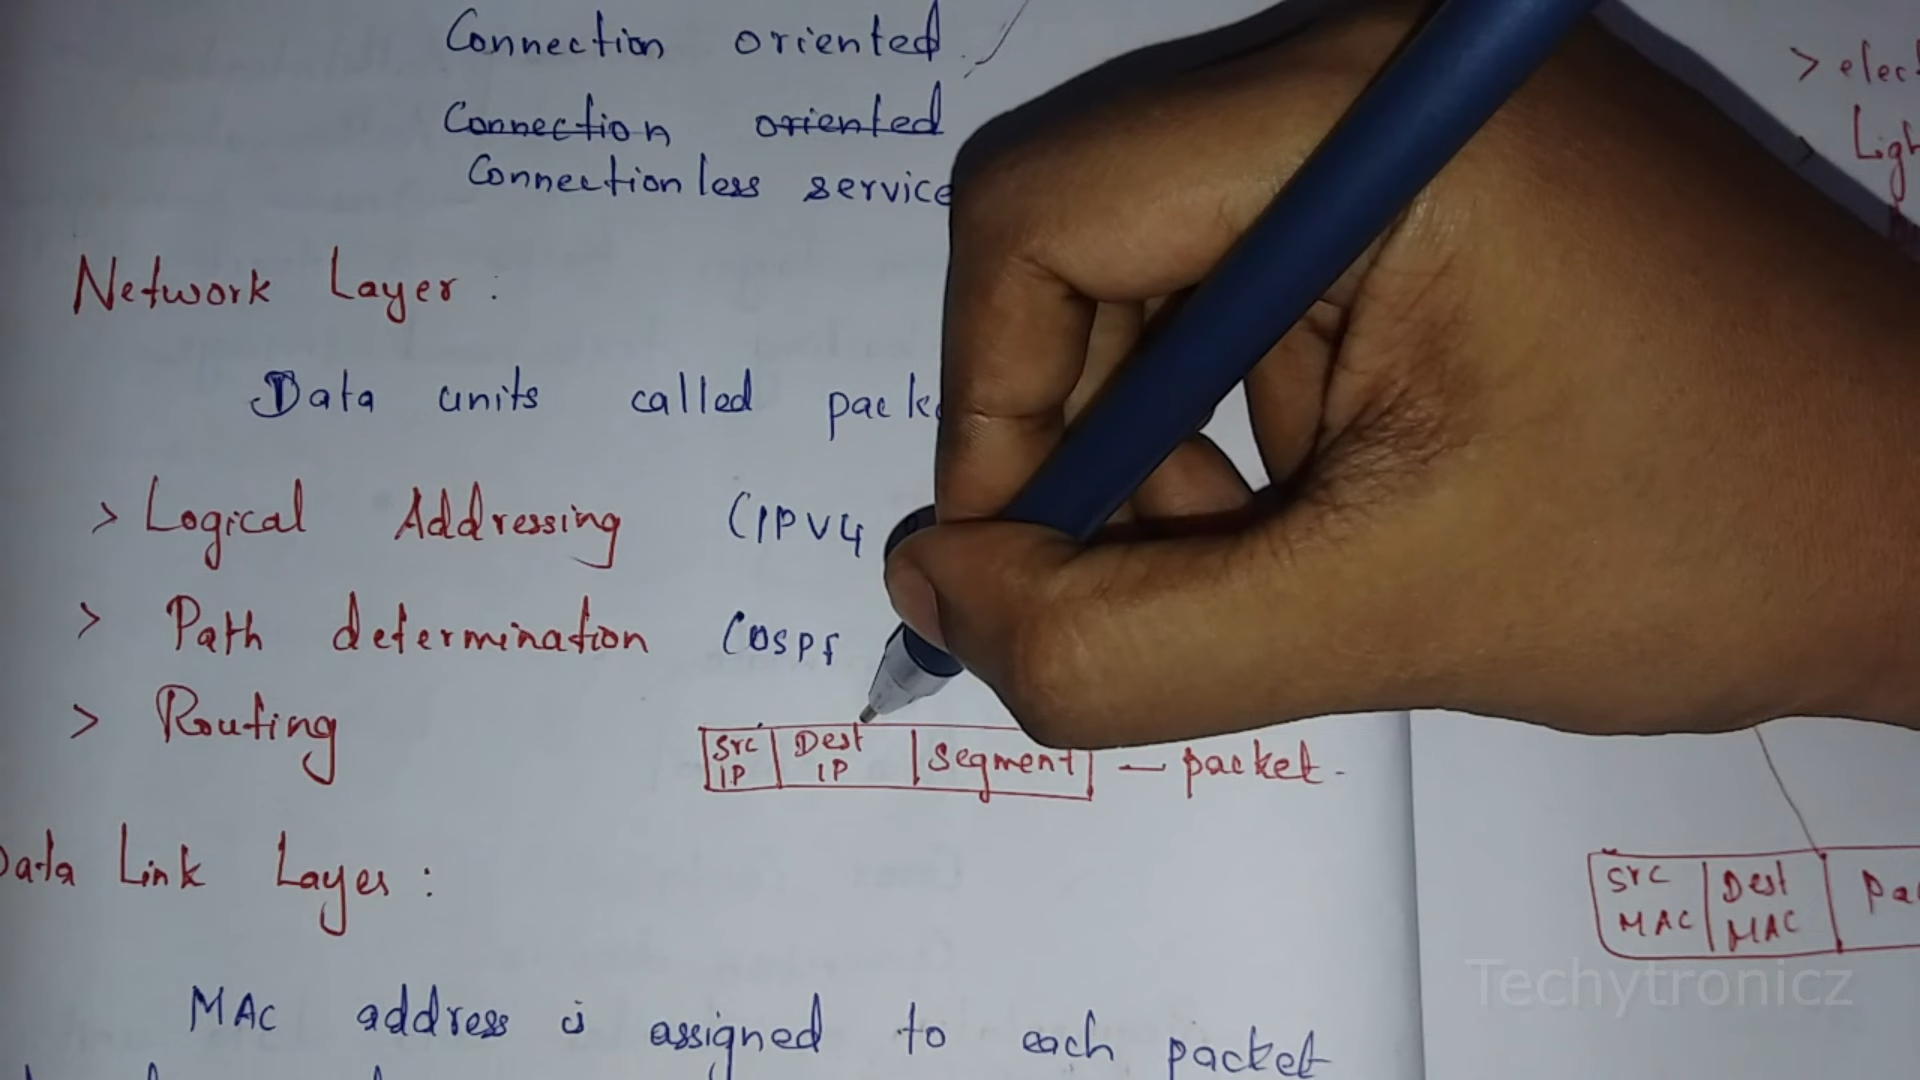 Connection oriented
Connection oriented
Connectionless service
Network Layer :
Data units called
> Logical Addressing (IPV4
> Path determination (OSPF
> Routing
Src IP | Dest IP | Segment — packet.
Data Link Layer :
MAC address is assigned to each packet
> elec
Ligh
Src MAC | Dest MAC | Pa
Techytronicz